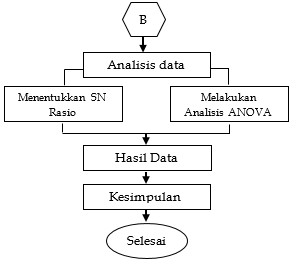 B
Analisis data
Menentukkan SN
Rasio
Melakukan
Analisis ANOVA
Hasil Data
Kesimpulan
Selesai